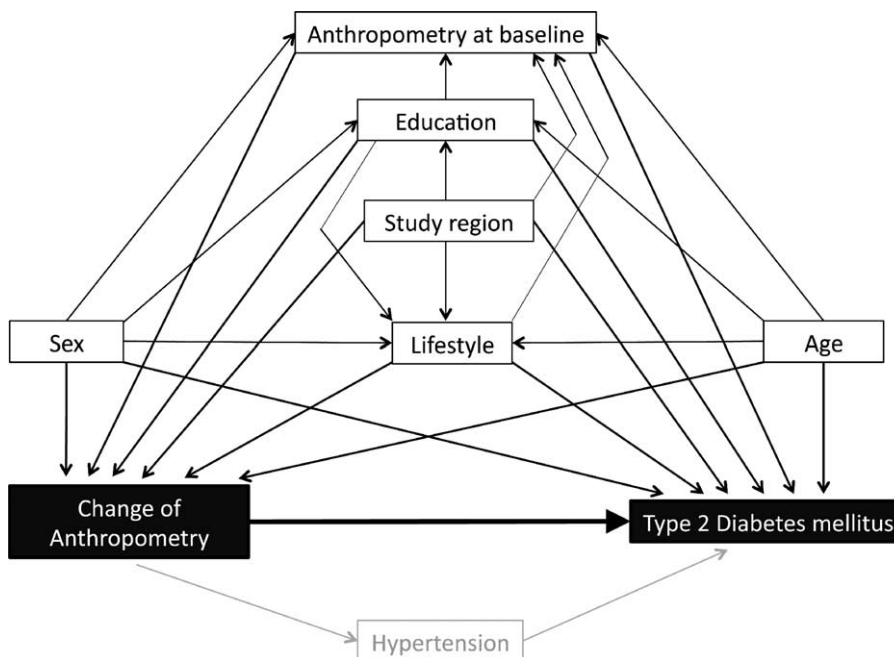 Anthropometry at baseline
Education
Study region
Sex
Lifestyle
Age
Change of
Anthropometry
Type 2 Diabetes mellitus
Hypertension